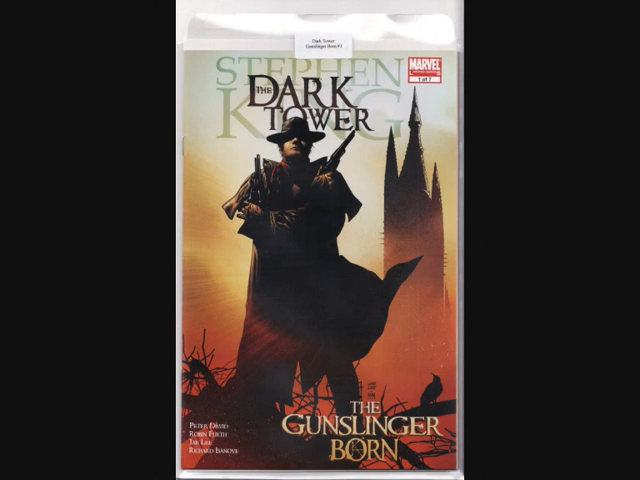 Dark Tower:
Gunslinger Born #1
STEPHEN
KING
THE DARK
TOWER
MARVEL
1 of 7
THE
GUNSLINGER
BORN
PETER DAVID
ROBIN FURTH
JAE LEE
RICHARD ISANOVE